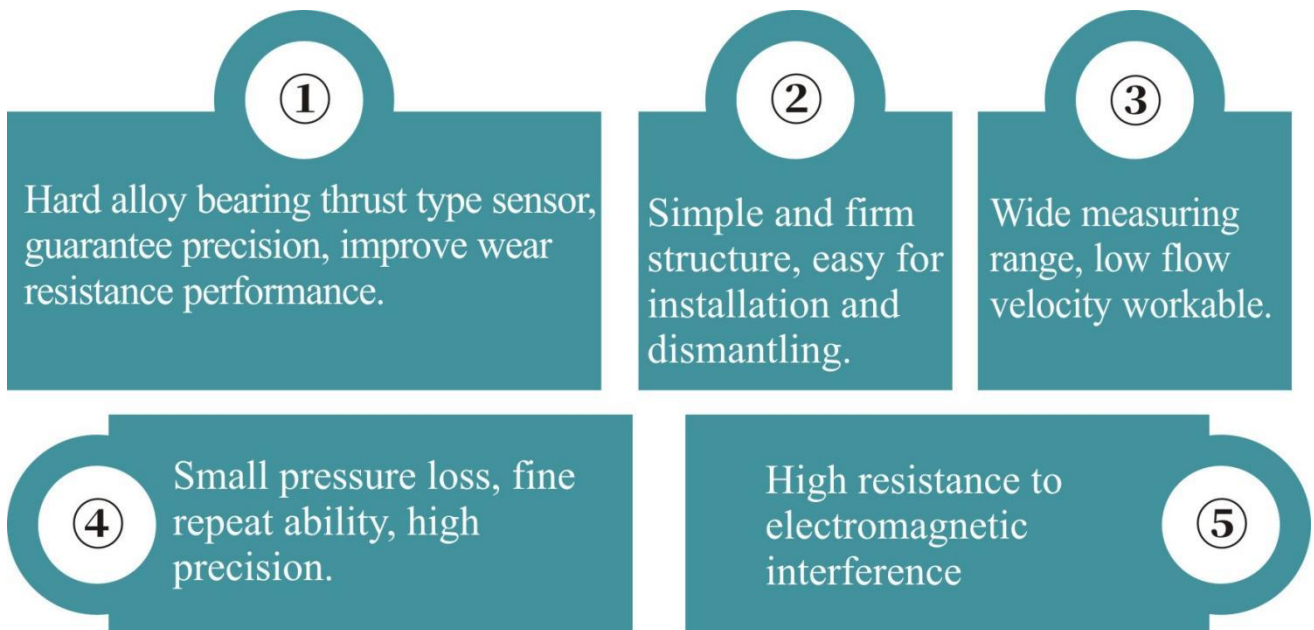 ①
Hard alloy bearing thrust type sensor,
guarantee precision, improve wear
resistance performance.
②
Simple and firm
structure, easy for
installation and
dismantling.
③
Wide measuring
range, low flow
velocity workable.
④
Small pressure loss, fine
repeat ability, high
precision.
⑤
High resistance to
electromagnetic
interference